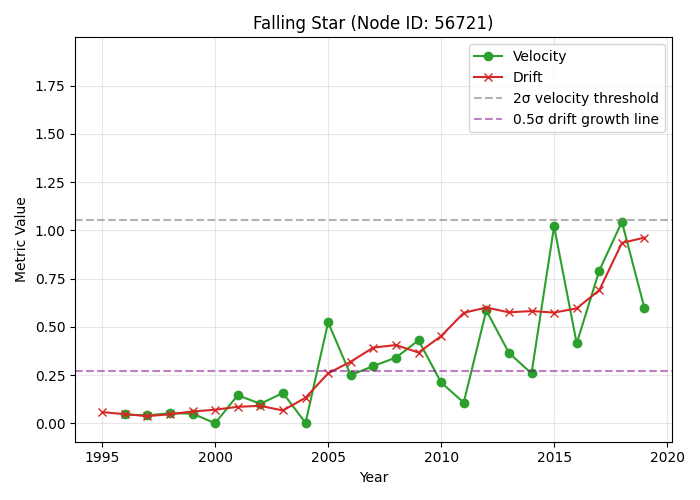 Falling Star (Node ID: 56721)
Velocity
Drift
2σ velocity threshold
0.5σ drift growth line
Metric Value
1.75
1.50
1.25
1.00
0.75
0.50
0.25
0.00
1995
2000
2005
2010
2015
2020
Year